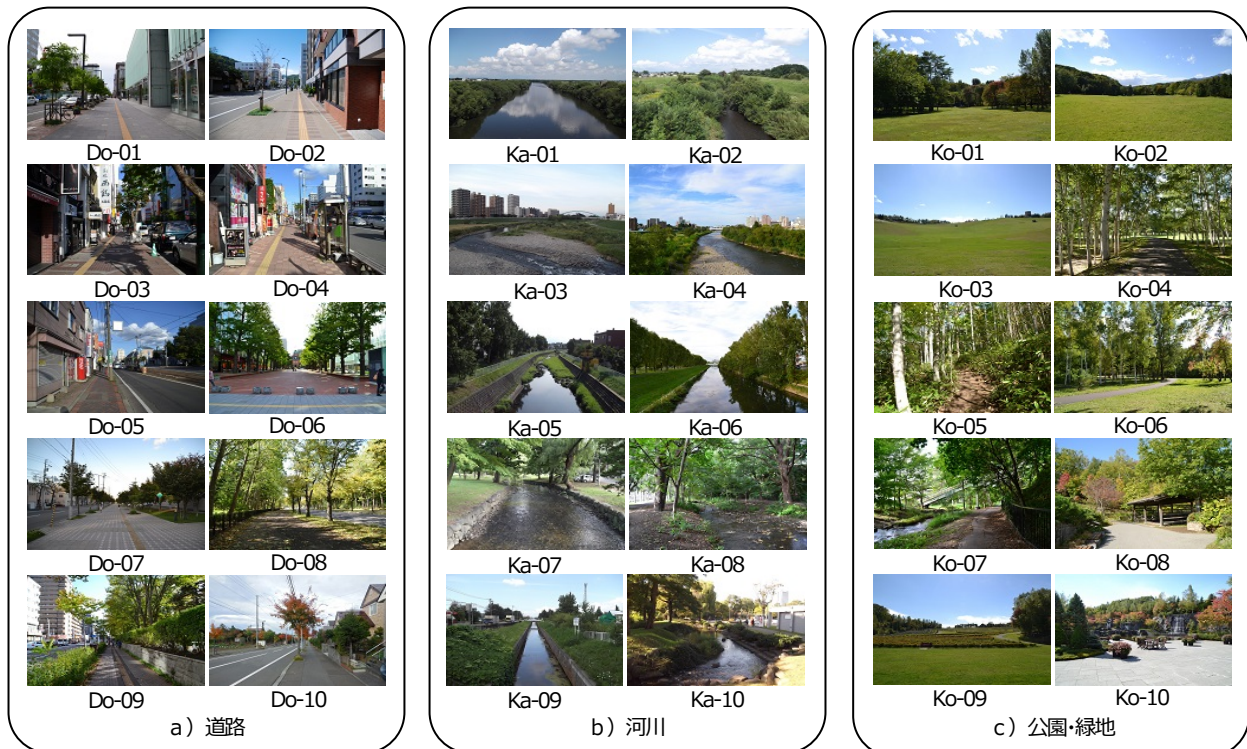 Do-01 Do-02
Do-03 Do-04
Do-05 Do-06
Do-07 Do-08
Do-09 Do-10
a）道路
Ka-01 Ka-02
Ka-03 Ka-04
Ka-05 Ka-06
Ka-07 Ka-08
Ka-09 Ka-10
b）河川
Ko-01 Ko-02
Ko-03 Ko-04
Ko-05 Ko-06
Ko-07 Ko-08
Ko-09 Ko-10
c）公園・緑地